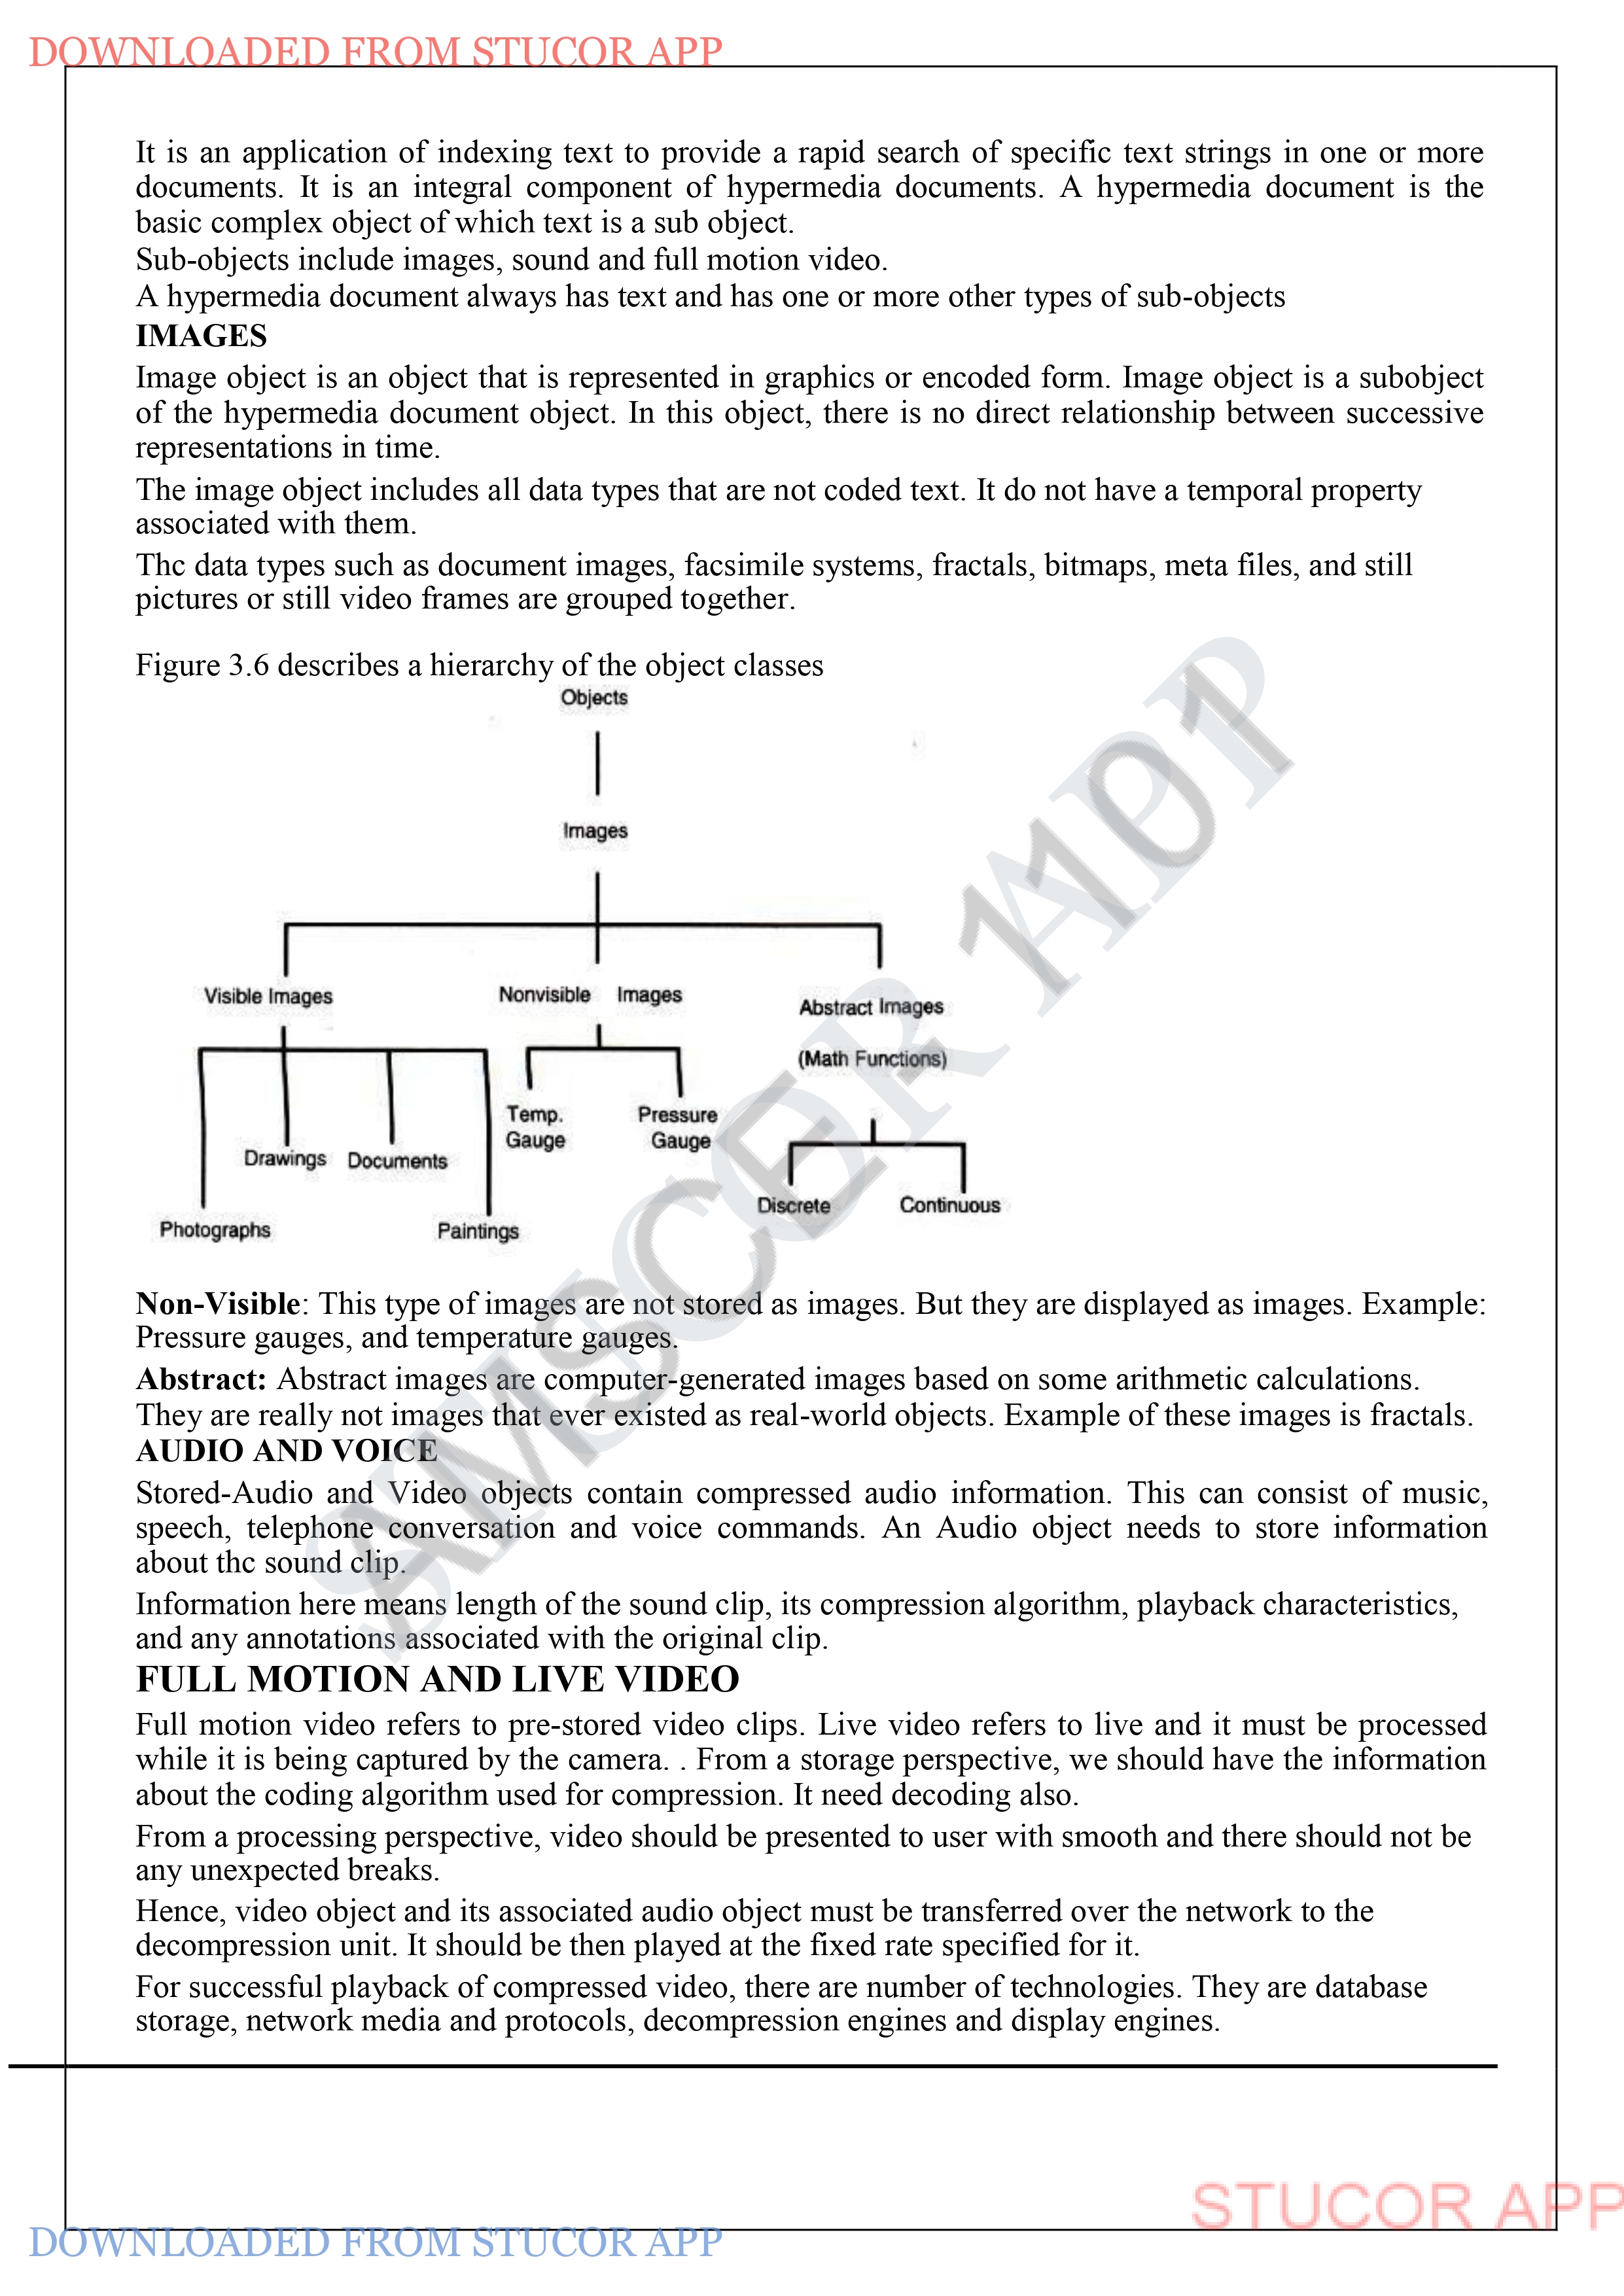 DOWNLOADED FROM STUCOR APP
It is an application of indexing text to provide a rapid search of specific text strings in one or more
documents. It is an integral component of hypermedia documents. A hypermedia document is the
basic complex object of which text is a sub object.
Sub-objects include images, sound and full motion video.
A hypermedia document always has text and has one or more other types of sub-objects
IMAGES
Image object is an object that is represented in graphics or encoded form. Image object is a subobject
of the hypermedia document object. In this object, there is no direct relationship between successive
representations in time.
The image object includes all data types that are not coded text. It do not have a temporal property
associated with them.
Thc data types such as document images, facsimile systems, fractals, bitmaps, meta files, and still
pictures or still video frames are grouped together.
Figure 3.6 describes a hierarchy of the object classes
Objects
Images
Visible Images
Nonvisible Images
Abstract Images
(Math Functions)
Temp.
Gauge
Pressure
Gauge
Drawings
Documents
Discrete
Continuous
Photographs
Paintings
Non-Visible: This type of images are not stored as images. But they are displayed as images. Example:
Pressure gauges, and temperature gauges.
Abstract: Abstract images are computer-generated images based on some arithmetic calculations.
They are really not images that ever existed as real-world objects. Example of these images is fractals.
AUDIO AND VOICE
Stored-Audio and Video objects contain compressed audio information. This can consist of music,
speech, telephone conversation and voice commands. An Audio object needs to store information
about thc sound clip.
Information here means length of the sound clip, its compression algorithm, playback characteristics,
and any annotations associated with the original clip.
FULL MOTION AND LIVE VIDEO
Full motion video refers to pre-stored video clips. Live video refers to live and it must be processed
while it is being captured by the camera. . From a storage perspective, we should have the information
about the coding algorithm used for compression. It need decoding also.
From a processing perspective, video should be presented to user with smooth and there should not be
any unexpected breaks.
Hence, video object and its associated audio object must be transferred over the network to the
decompression unit. It should be then played at the fixed rate specified for it.
For successful playback of compressed video, there are number of technologies. They are database
storage, network media and protocols, decompression engines and display engines.
AMSCE 1101
STUCOR APP
STUCOR APP
DOWNLOADED FROM STUCOR APP